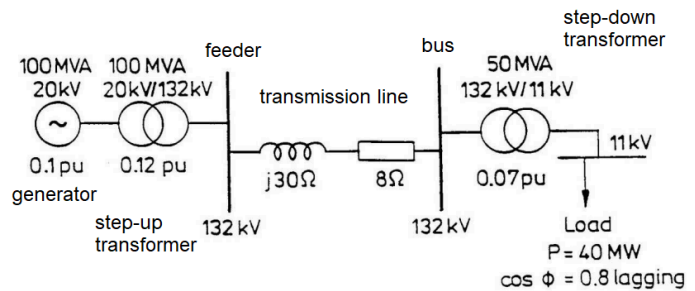 100MVA
20kV
0.1 pu
generator
100 MVA
20kV/132kV
0.12 pu
step-up
transformer
feeder
132 kV
transmission line
j30Ω
8Ω
bus
132 kV
step-down
transformer
50 MVA
132 kV/11 kV
0.07pu
11kV
Load
P=40 MW
cos Φ = 0.8 lagging